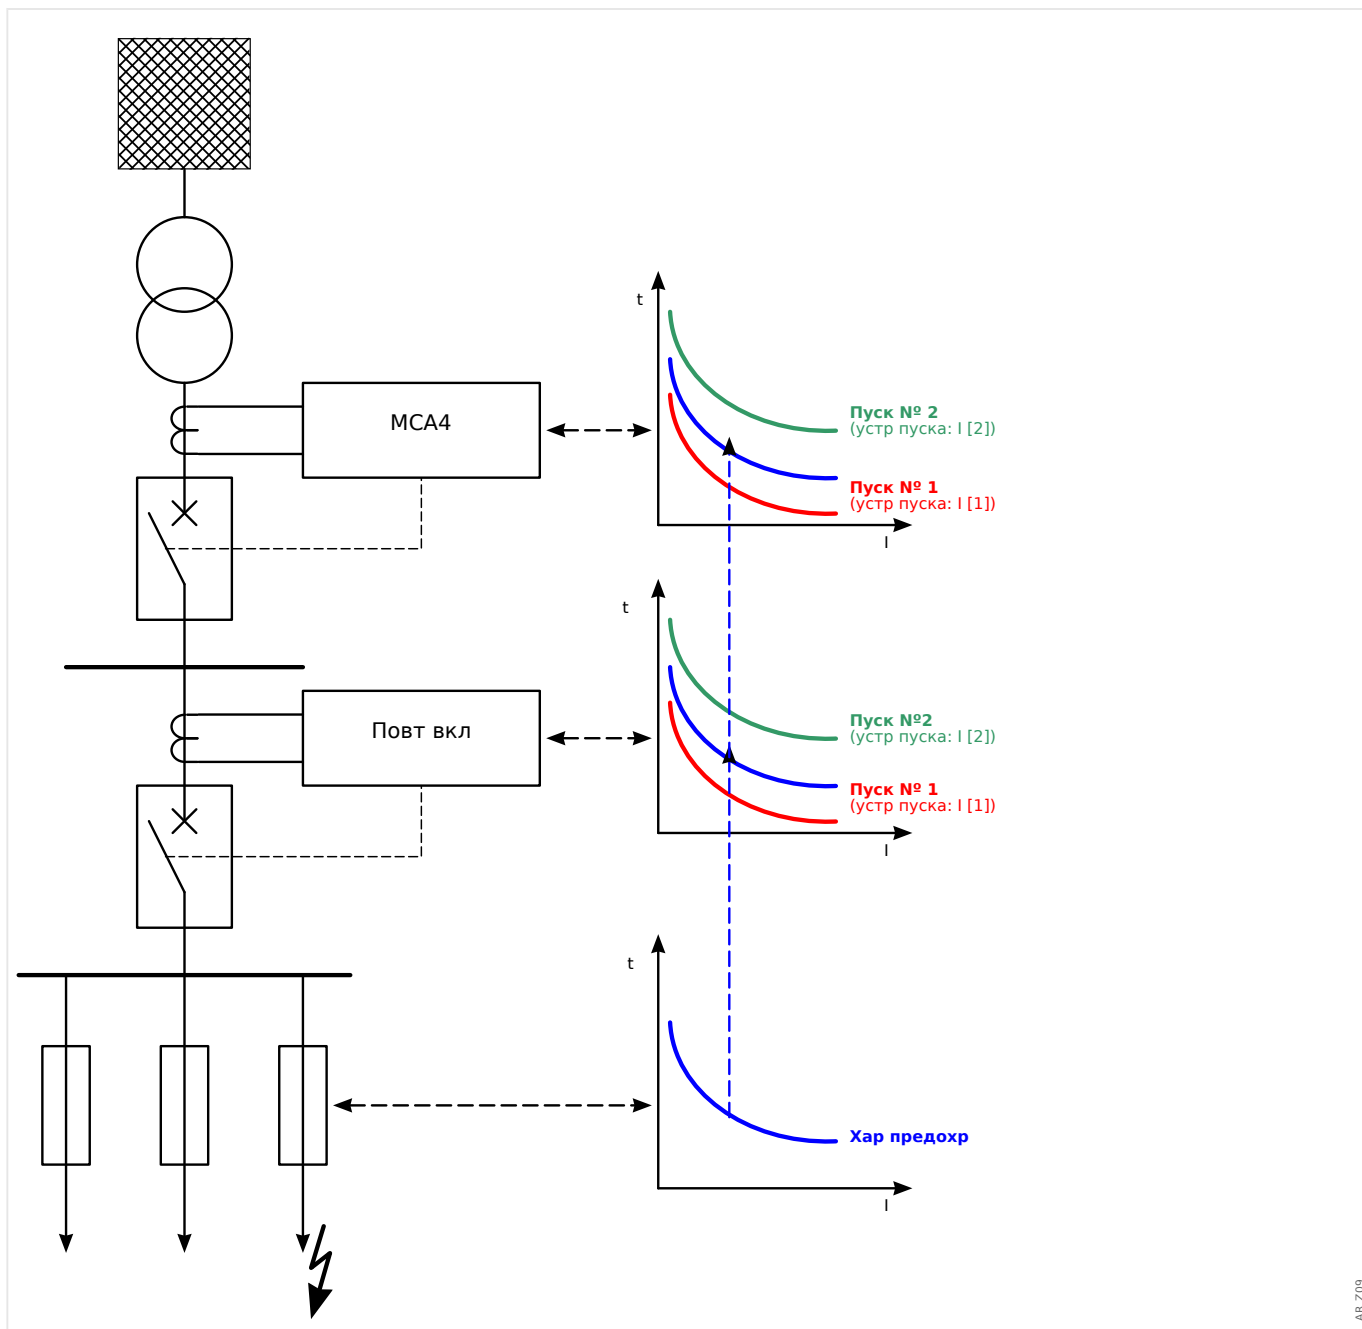 t
MCA4
Пуск № 2
(устр пуска: I [2])
Пуск № 1
(устр пуска: I [1])
I
t
Повт вкл
Пуск №2
(устр пуска: I [2])
Пуск № 1
(устр пуска: I [1])
I
t
Хар предохр
I
AR_Z09